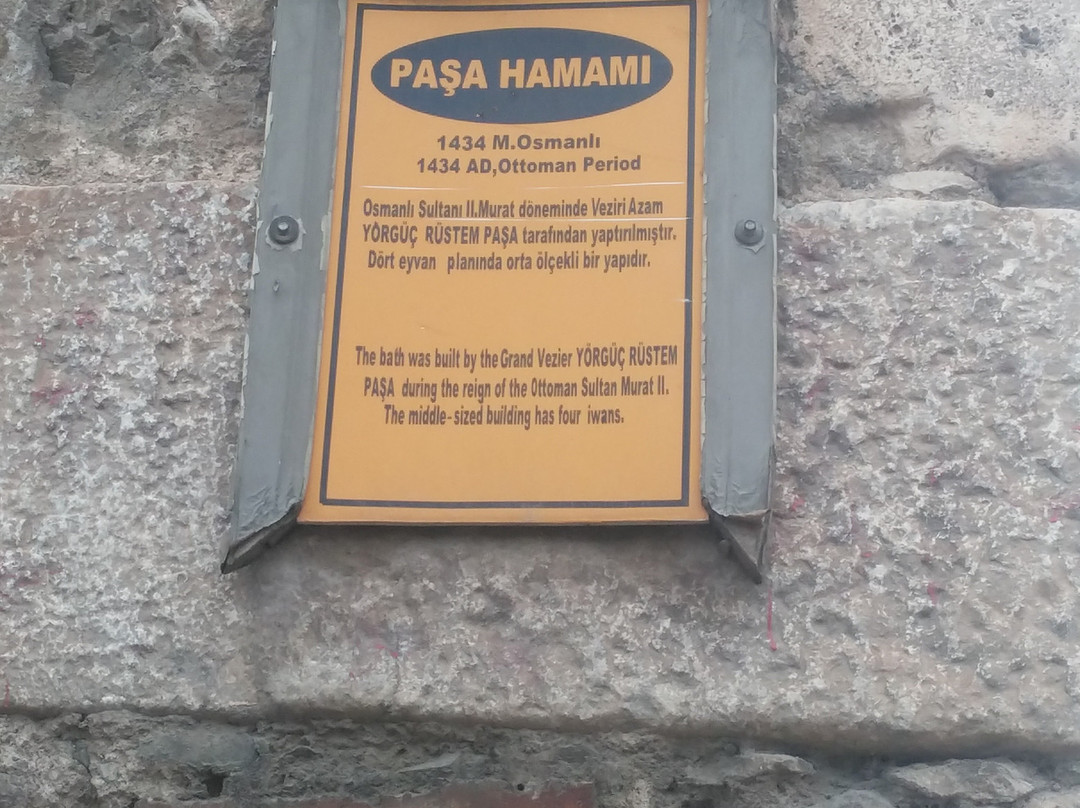 PAŞA HAMAMI
1434 M.Osmanlı
1434 AD,Ottoman Period
Osmanlı Sultanı II.Murat döneminde Veziri Azam
YÖRGÜÇ RÜSTEM PAŞA tarafından yaptırılmıştır.
Dört eyvan planında orta ölçekli bir yapıdır.
The bath was built by the Grand Vezier YÖRGÜÇ RÜSTEM
PAŞA during the reign of the Ottoman Sultan Murat II.
The middle-sized building has four iwans.